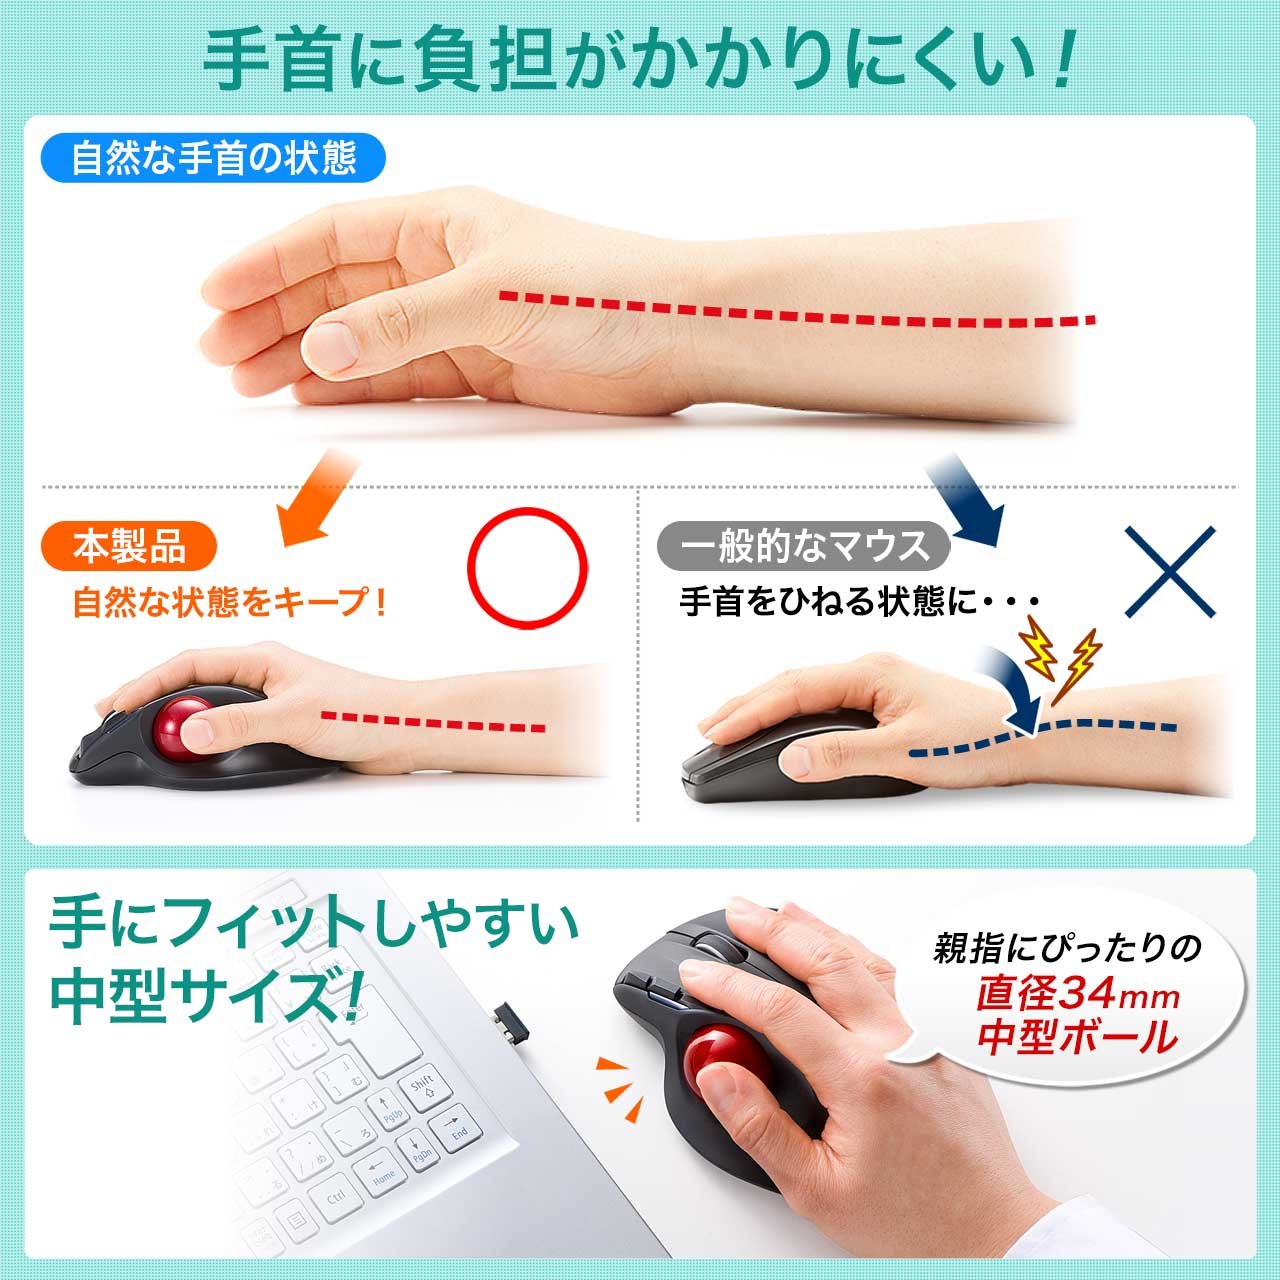 手首に負担がかかりにくい!
自然な手首の状態
本製品
自然な状態をキープ!
一般的なマウス
手首をひねる状態に・・・
手にフィットしやすい
中型サイズ!
親指にぴったりの
直径34mm
中型ボール
Enter
Shift
PgUp
End
PgDn
Home
Ctrl